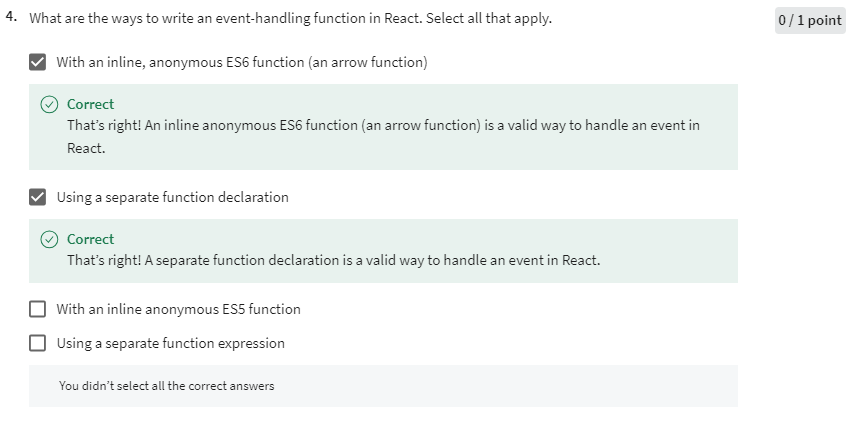 4. What are the ways to write an event-handling function in React. Select all that apply.
0 / 1 point
With an inline, anonymous ES6 function (an arrow function)
Correct
That's right! An inline anonymous ES6 function (an arrow function) is a valid way to handle an event in
React.
Using a separate function declaration
Correct
That's right! A separate function declaration is a valid way to handle an event in React.
With an inline anonymous ES5 function
Using a separate function expression
You didn't select all the correct answers